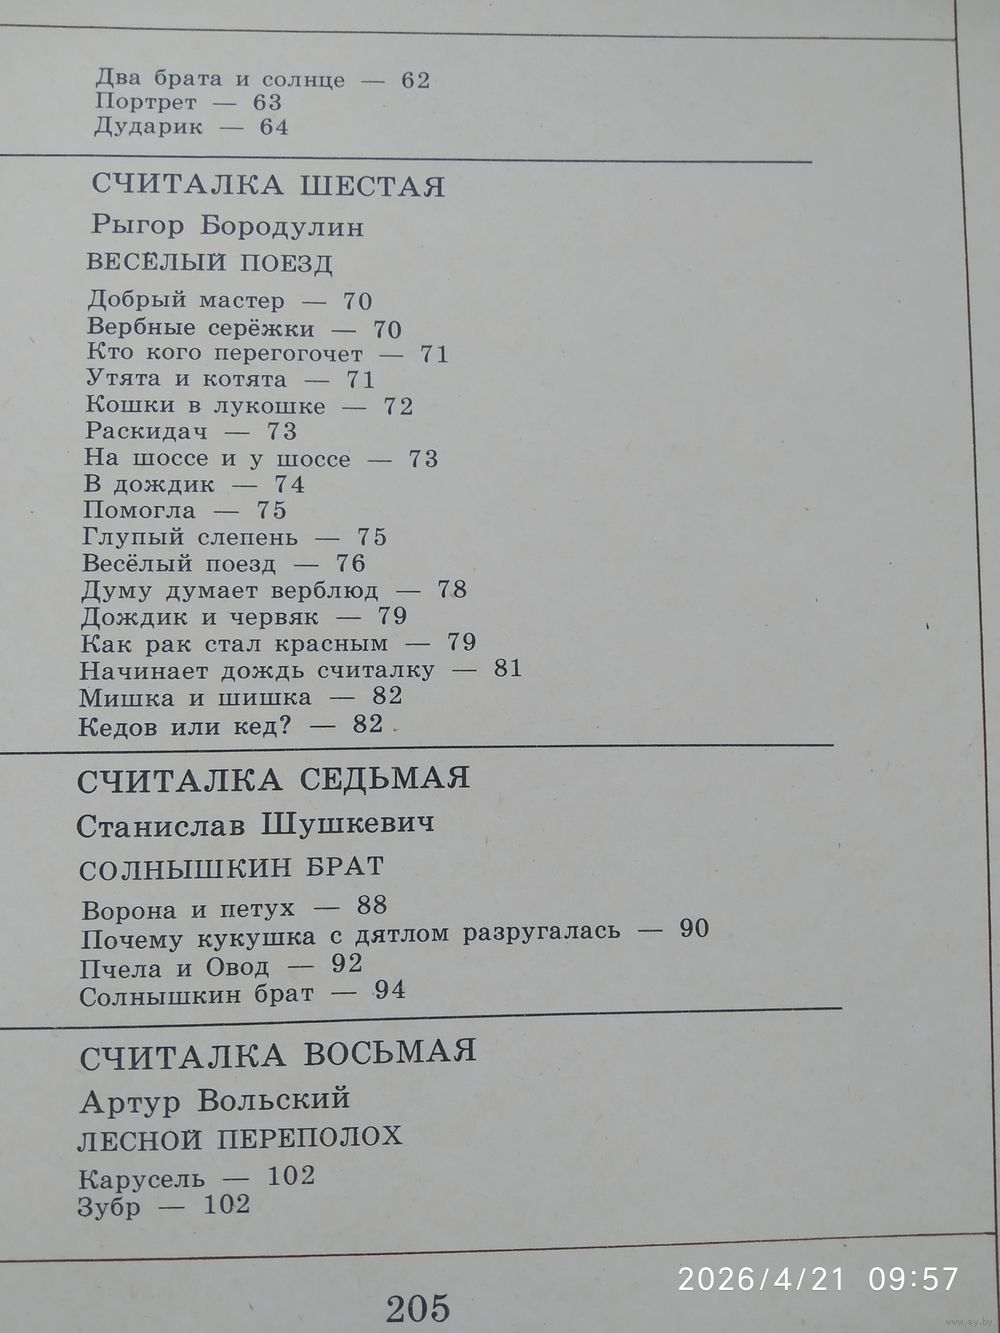 Два брата и солнце — 62
Портрет — 63
Дударик — 64
СЧИТАЛКА ШЕСТАЯ
Рыгор Бородулин
ВЕСЁЛЫЙ ПОЕЗД
Добрый мастер — 70
Вербные серёжки — 70
Кто кого перегогочет — 71
Утята и котята — 71
Кошки в лукошке — 72
Раскидач — 73
На шоссе и у шоссе — 73
В дождик — 74
Помогла — 75
Глупый слепень — 75
Весёлый поезд — 76
Думу думает верблюд — 78
Дождик и червяк — 79
Как рак стал красным — 79
Начинает дождь считалку — 81
Мишка и шишка — 82
Кедов или кед? — 82
СЧИТАЛКА СЕДЬМАЯ
Станислав Шушкевич
СОЛНЫШКИН БРАТ
Ворона и петух — 88
Почему кукушка с дятлом разругалась — 90
Пчела и Овод — 92
Солнышкин брат — 94
СЧИТАЛКА ВОСЬМАЯ
Артур Вольский
ЛЕСНОЙ ПЕРЕПОЛОХ
Карусель — 102
Зубр — 102
205
2026/4/21 09:57
www.ay.by